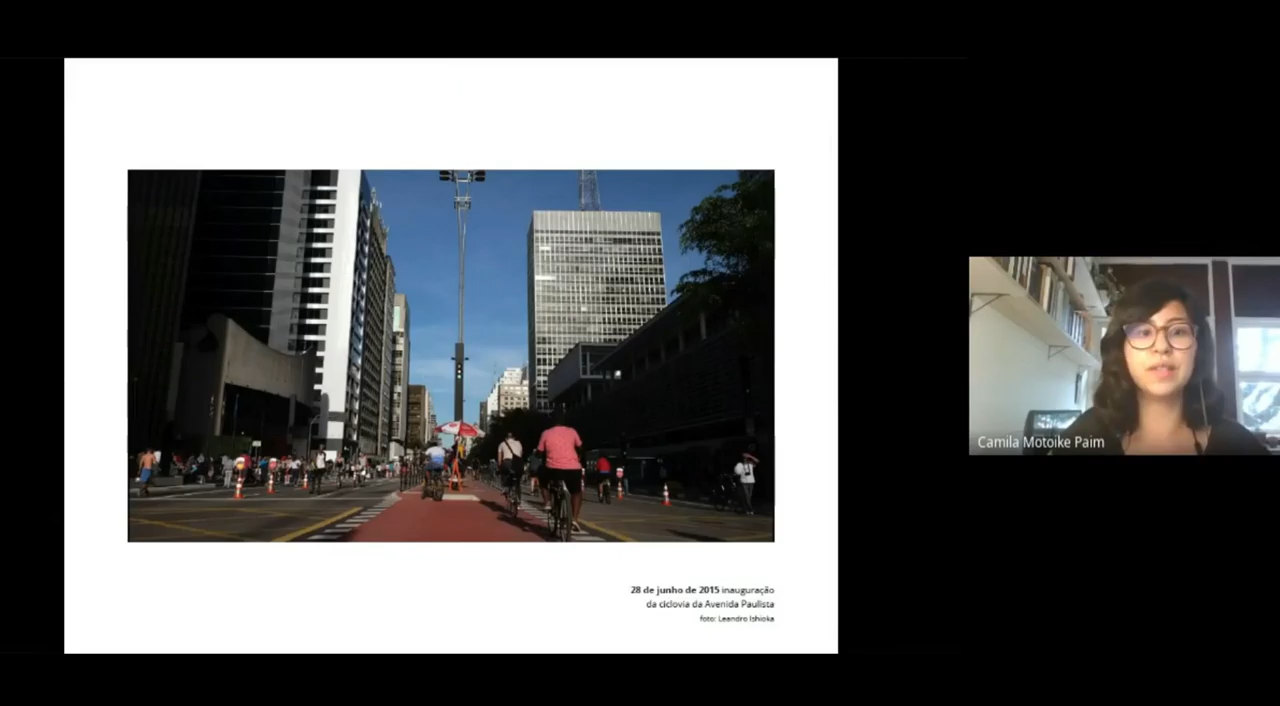 28 de junho de 2015 inauguração
da ciclovia da Avenida Paulista
foto: Leandro Ishioka
Camila Motoike Paim